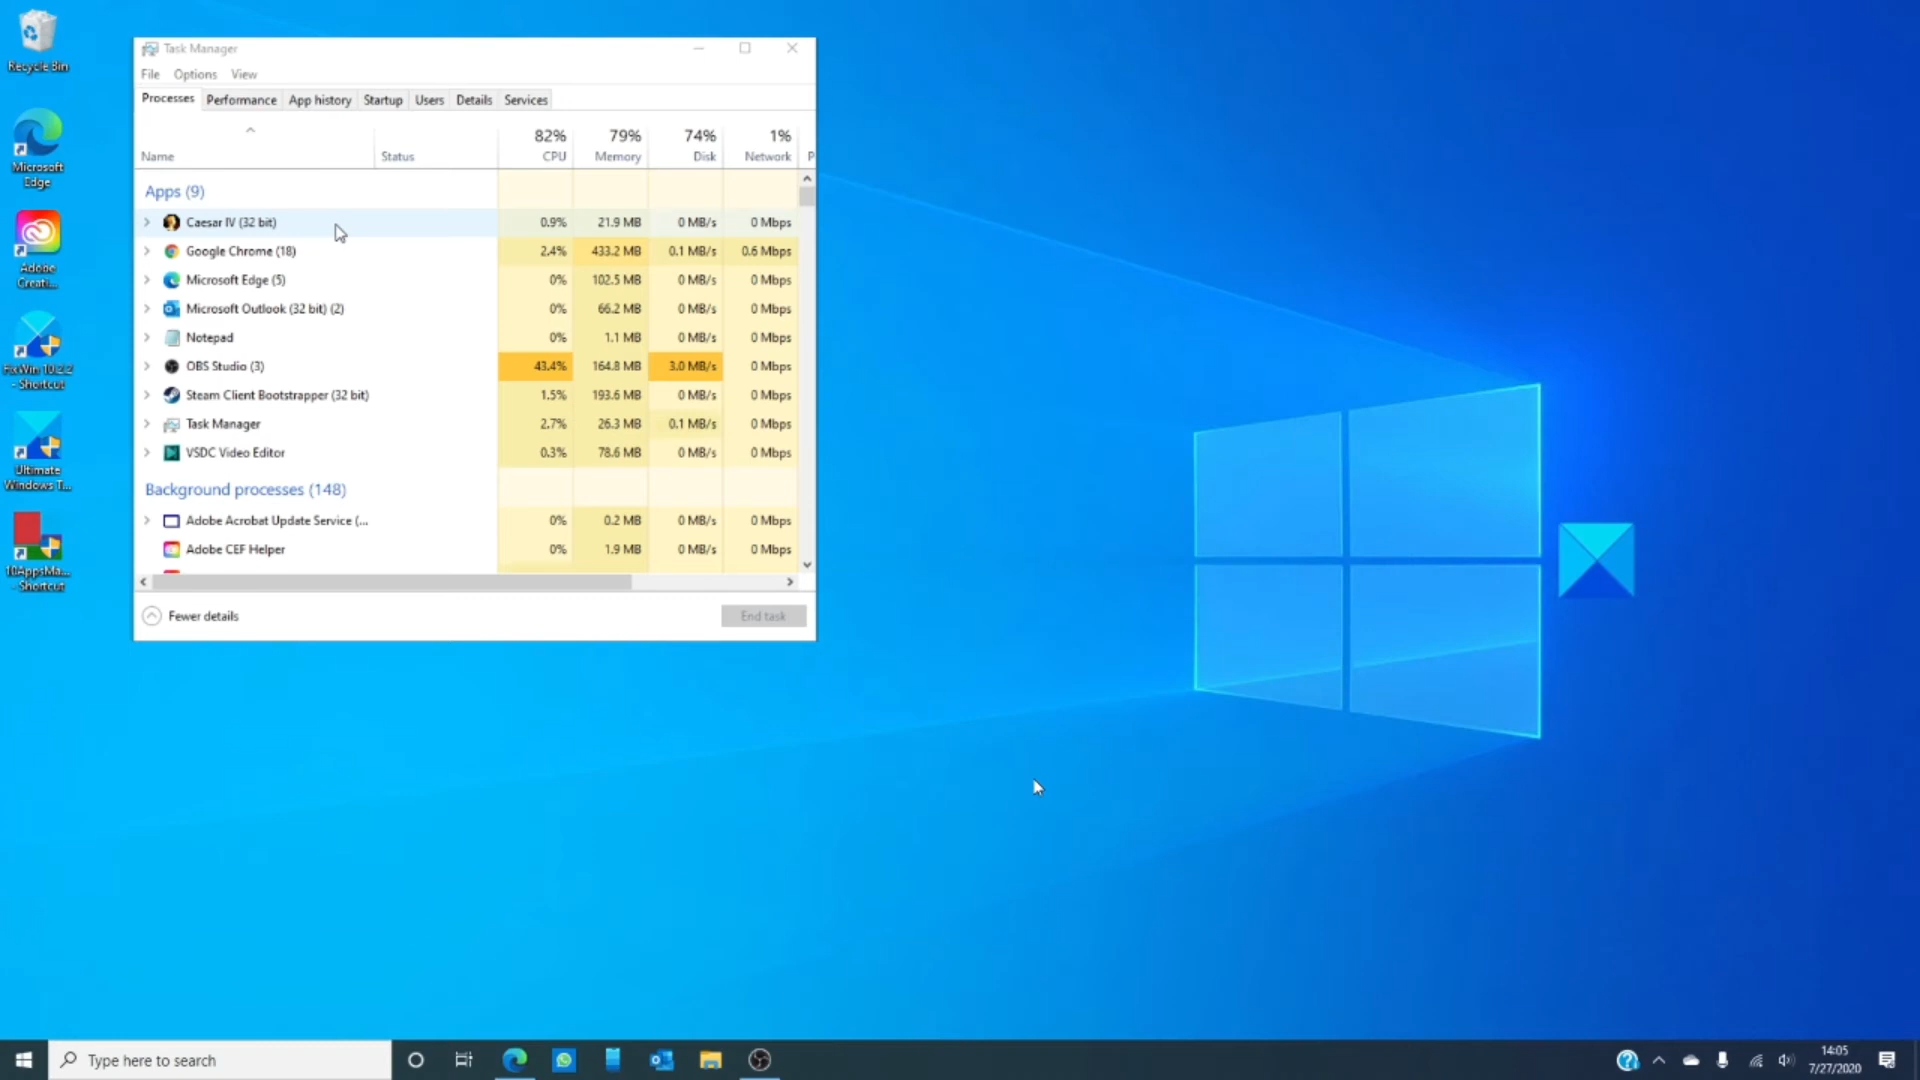 Recycle Bin
Microsoft
Edge
Adobe
Creati...
FixWin 10.2.2
- Shortcut
Ultimate
Windows T...
10AppsMa...
- Shortcut
Task Manager
File Options View
Processes Performance App history Startup Users Details Services
82% 79% 74% 1%
Name Status CPU Memory Disk Network P
Apps (9)
Caesar IV (32 bit) 0.9% 21.9 MB 0 MB/s 0 Mbps
Google Chrome (18) 2.4% 433.2 MB 0.1 MB/s 0.6 Mbps
Microsoft Edge (5) 0% 102.5 MB 0 MB/s 0 Mbps
Microsoft Outlook (32 bit) (2) 0% 66.2 MB 0 MB/s 0 Mbps
Notepad 0% 1.1 MB 0 MB/s 0 Mbps
OBS Studio (3) 43.4% 164.8 MB 3.0 MB/s 0 Mbps
Steam Client Bootstrapper (32 bit) 1.5% 193.6 MB 0 MB/s 0 Mbps
Task Manager 2.7% 26.3 MB 0.1 MB/s 0 Mbps
VSDC Video Editor 0.3% 78.6 MB 0 MB/s 0 Mbps
Background processes (148)
Adobe Acrobat Update Service (... 0% 0.2 MB 0 MB/s 0 Mbps
Adobe CEF Helper 0% 1.9 MB 0 MB/s 0 Mbps
Fewer details End task
Type here to search
14:05
7/27/2020